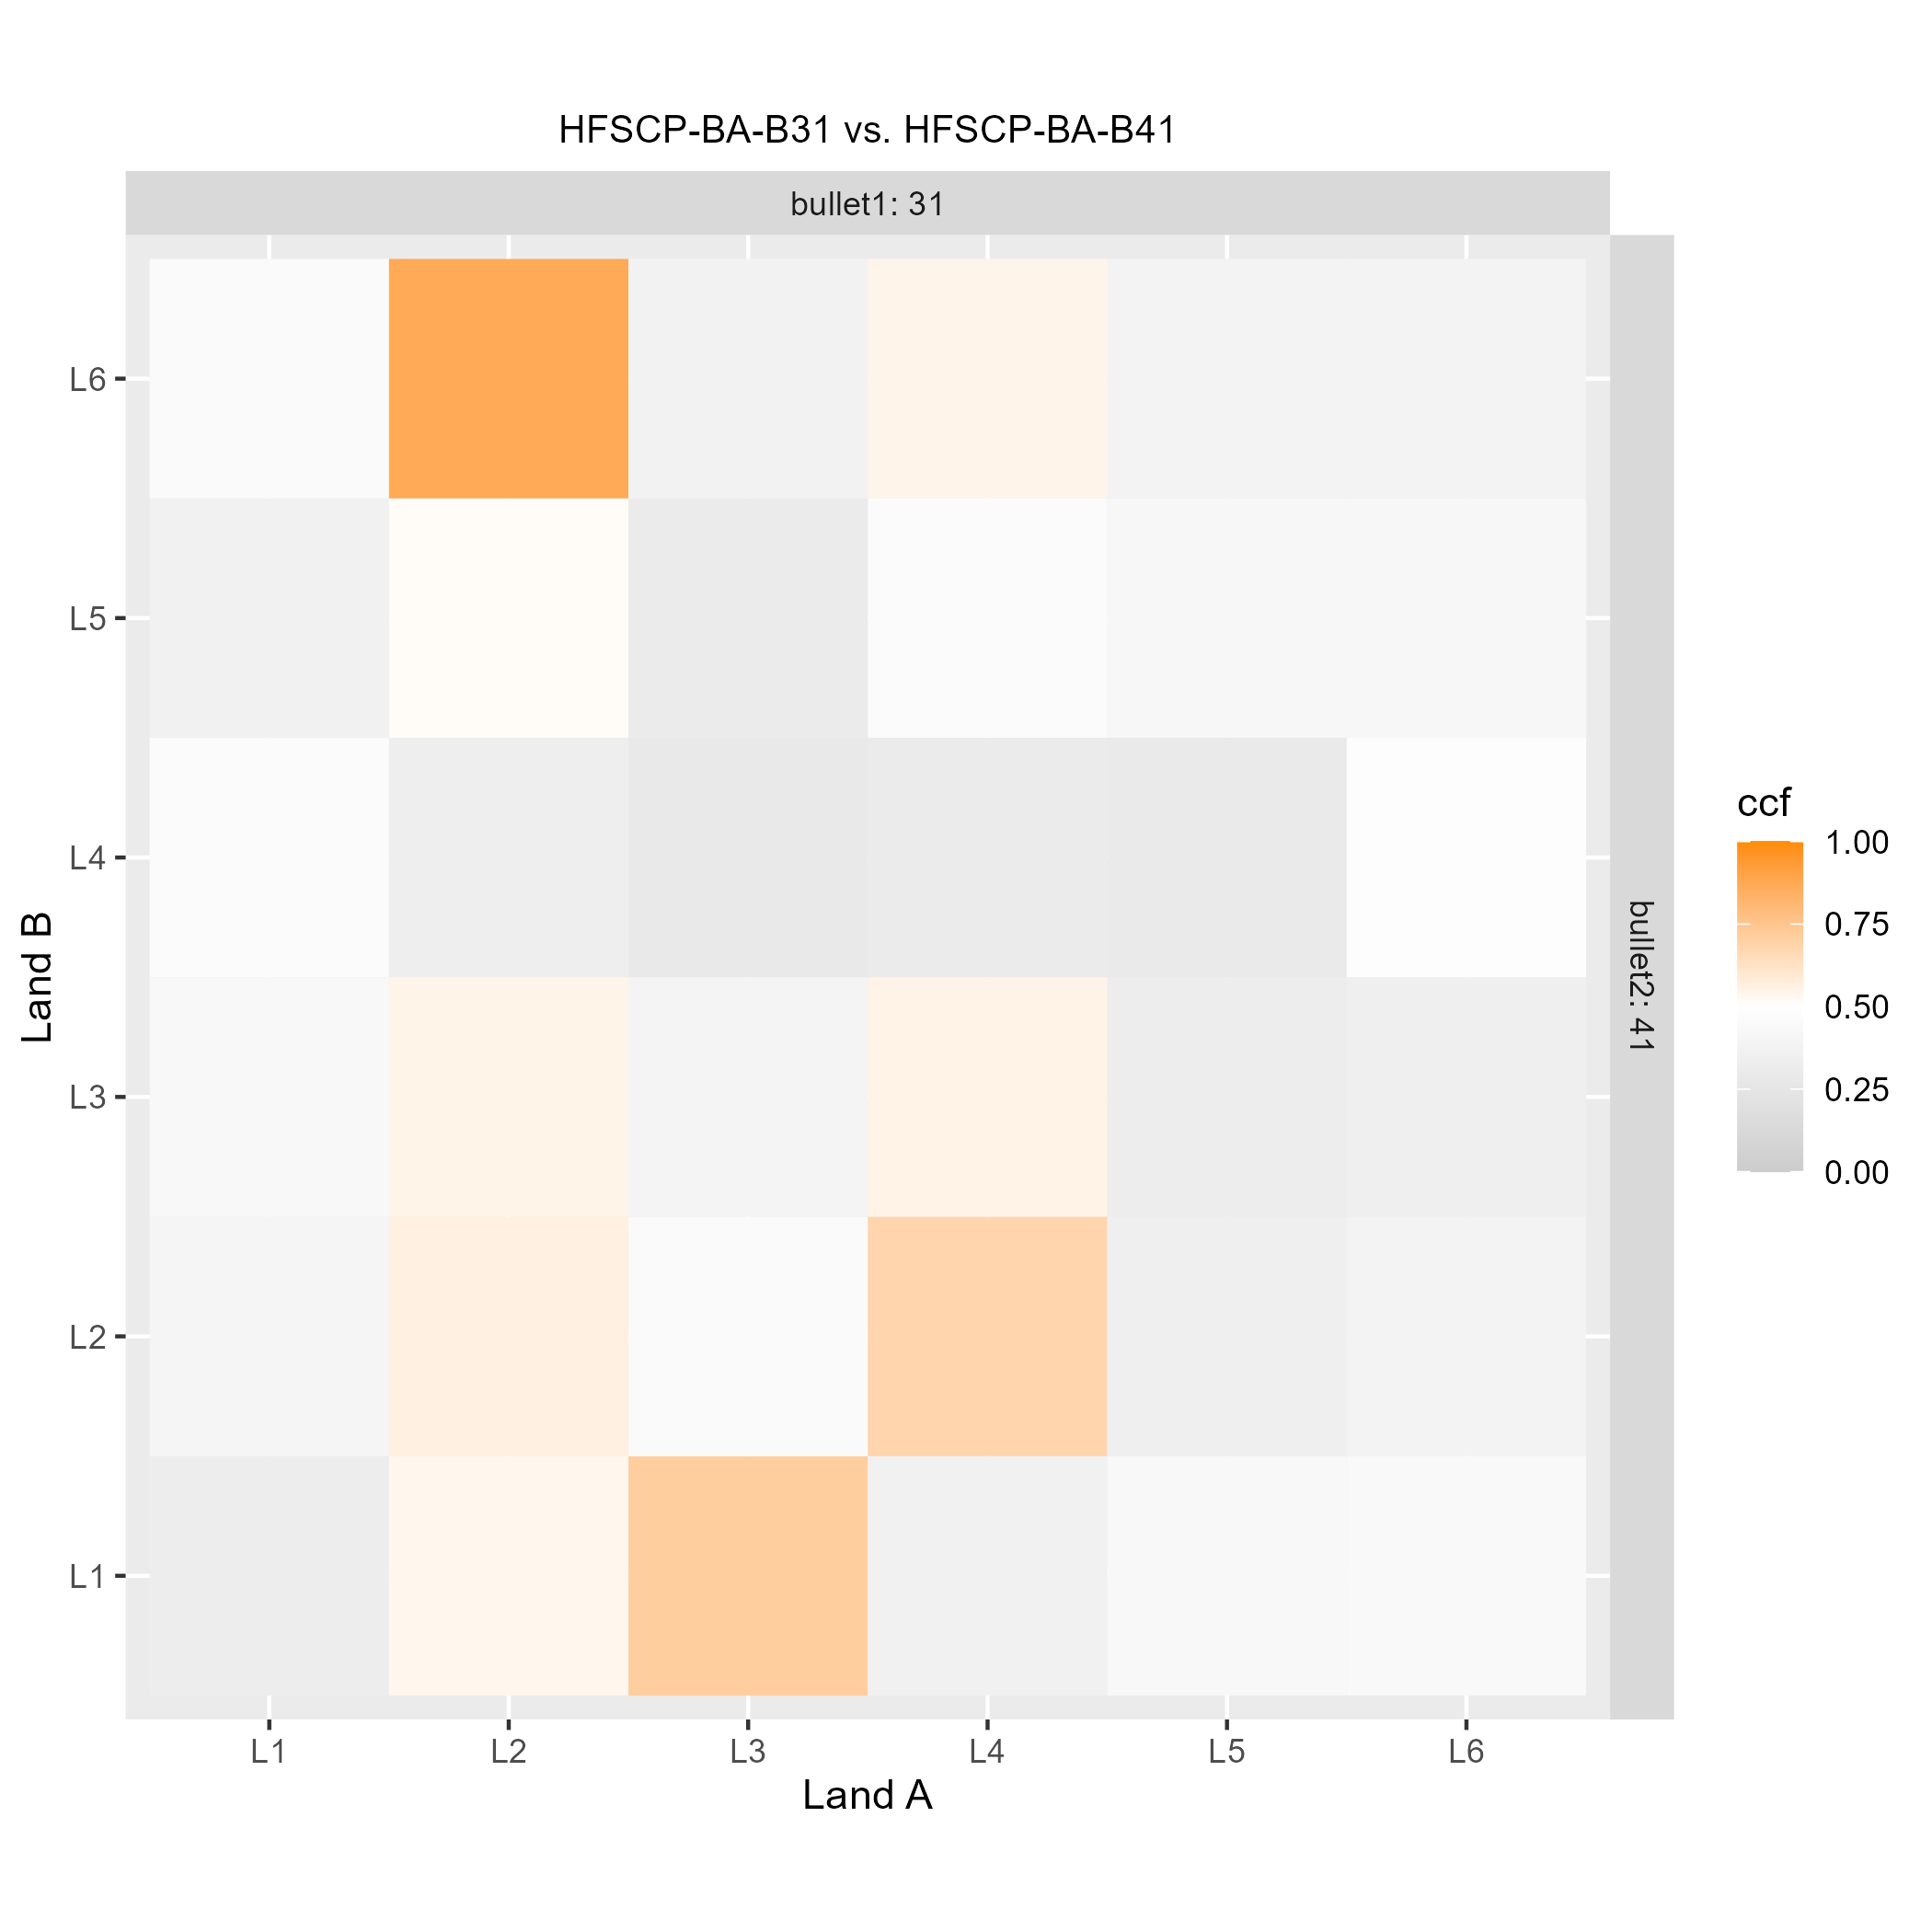 HFSCP-BA-B31 vs. HFSCP-BA-B41
bullet1: 31
L6
L5
L4
L3
L2
L1
Land B
bullet2: 41
L1 L2 L3 L4 L5 L6
Land A
ccf
1.00
0.75
0.50
0.25
0.00